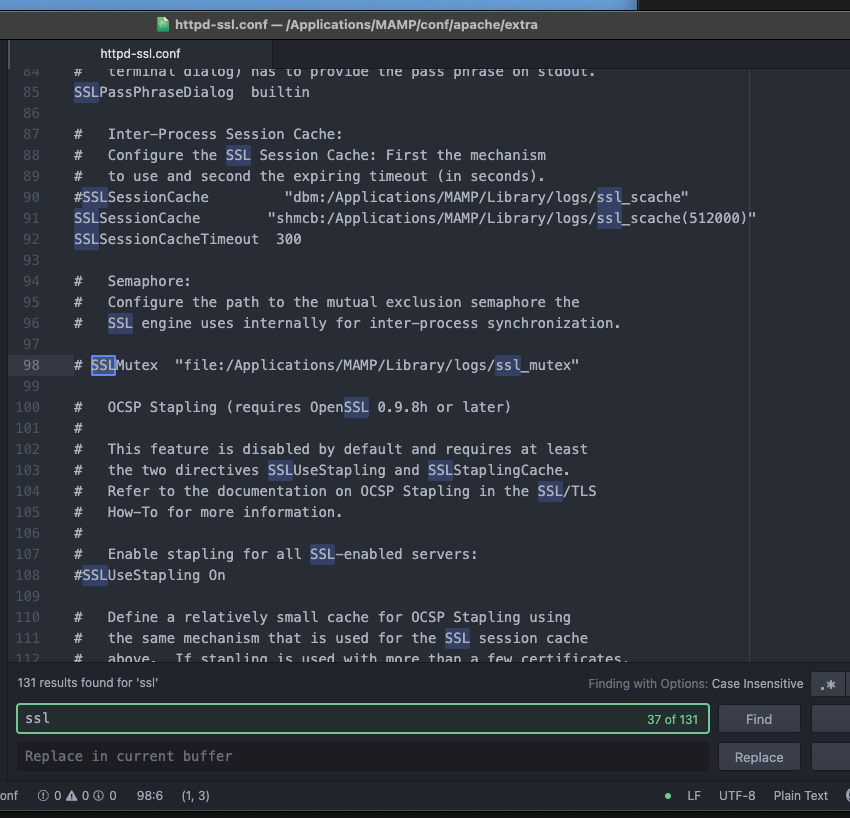 httpd-ssl.conf — /Applications/MAMP/conf/apache/extra
httpd-ssl.conf
84 # terminal dialog) has to provide the pass phrase on stdout.
85 SSLPassPhraseDialog builtin
86
87 # Inter-Process Session Cache:
88 # Configure the SSL Session Cache: First the mechanism
89 # to use and second the expiring timeout (in seconds).
90 #SSLSessionCache "dbm:/Applications/MAMP/Library/logs/ssl_scache"
91 SSLSessionCache "shmcb:/Applications/MAMP/Library/logs/ssl_scache(512000)"
92 SSLSessionCacheTimeout 300
93
94 # Semaphore:
95 # Configure the path to the mutual exclusion semaphore the
96 # SSL engine uses internally for inter-process synchronization.
97
98 # SSLMutex "file:/Applications/MAMP/Library/logs/ssl_mutex"
99
100 # OCSP Stapling (requires OpenSSL 0.9.8h or later)
101 #
102 # This feature is disabled by default and requires at least
103 # the two directives SSLUseStapling and SSLStaplingCache.
104 # Refer to the documentation on OCSP Stapling in the SSL/TLS
105 # How-To for more information.
106 #
107 # Enable stapling for all SSL-enabled servers:
108 #SSLUseStapling On
109
110 # Define a relatively small cache for OCSP Stapling using
111 # the same mechanism that is used for the SSL session cache
112 # above. If stapling is used with more than a few certificates,
131 results found for 'ssl' Finding with Options: Case Insensitive .*
ssl 37 of 131 Find
Replace in current buffer Replace
onf 0 0 0 98:6 (1, 3) LF UTF-8 Plain Text